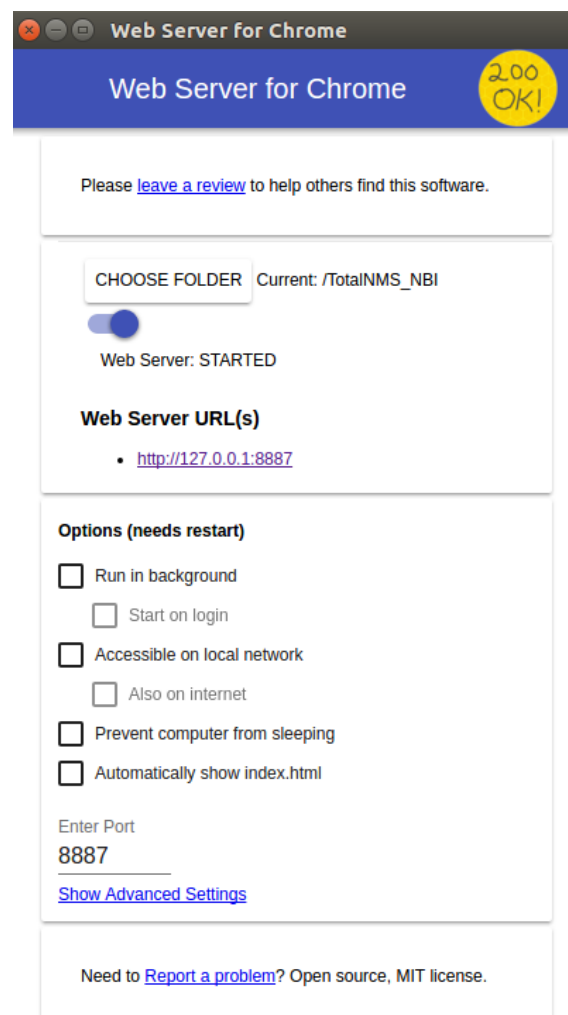 Web Server for Chrome
Web Server for Chrome
200
OK!
Please leave a review to help others find this software.
CHOOSE FOLDER Current: /TotalNMS_NBI
Web Server: STARTED
Web Server URL(s)
• http://127.0.0.1:8887
Options (needs restart)
Run in background
Start on login
Accessible on local network
Also on internet
Prevent computer from sleeping
Automatically show index.html
Enter Port
8887
Show Advanced Settings
Need to Report a problem? Open source, MIT license.